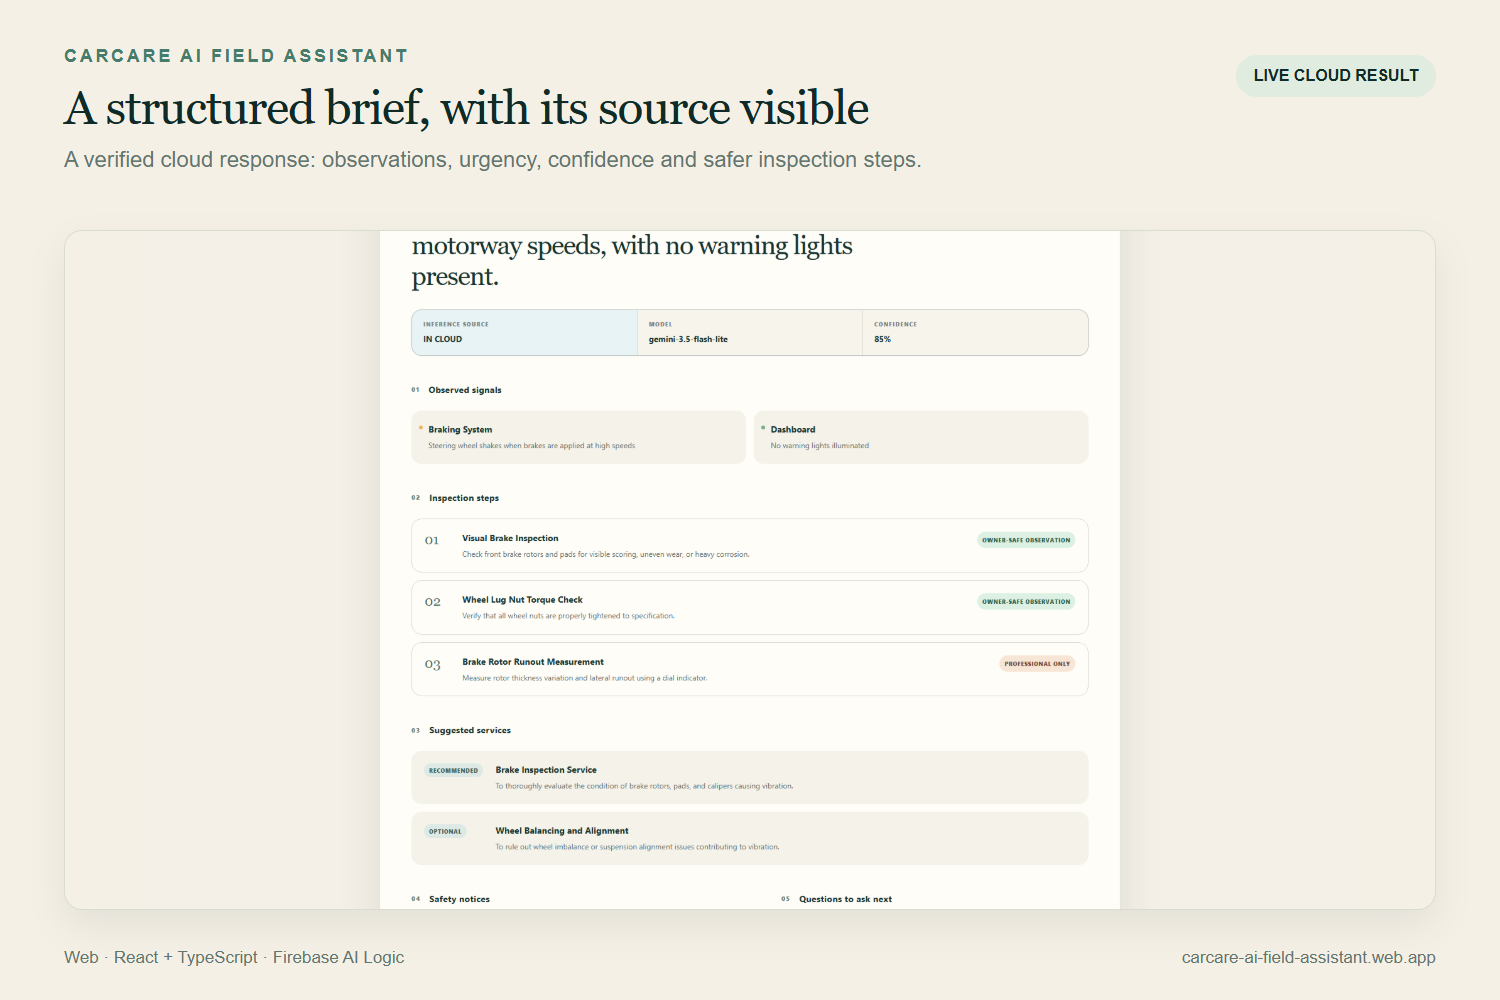 CARCARE AI FIELD ASSISTANT
LIVE CLOUD RESULT
A structured brief, with its source visible
A verified cloud response: observations, urgency, confidence and safer inspection steps.
motorway speeds, with no warning lights
present.
INFERENCE SOURCE
IN CLOUD
MODEL
gemini-3.5-flash-lite
CONFIDENCE
85%
01 Observed signals
Braking System
Steering wheel shakes when brakes are applied at high speeds
Dashboard
No warning lights illuminated
02 Inspection steps
01 Visual Brake Inspection OWNER-SAFE OBSERVATION
Check front brake rotors and pads for visible scoring, uneven wear, or heavy corrosion.
02 Wheel Lug Nut Torque Check OWNER-SAFE OBSERVATION
Verify that all wheel nuts are properly tightened to specification.
03 Brake Rotor Runout Measurement PROFESSIONAL ONLY
Measure rotor thickness variation and lateral runout using a dial indicator.
03 Suggested services
RECOMMENDED Brake Inspection Service
To thoroughly evaluate the condition of brake rotors, pads, and calipers causing vibration.
OPTIONAL Wheel Balancing and Alignment
To rule out wheel imbalance or suspension alignment issues contributing to vibration.
04 Safety notices
05 Questions to ask next
Web · React + TypeScript · Firebase AI Logic
carcare-ai-field-assistant.web.app